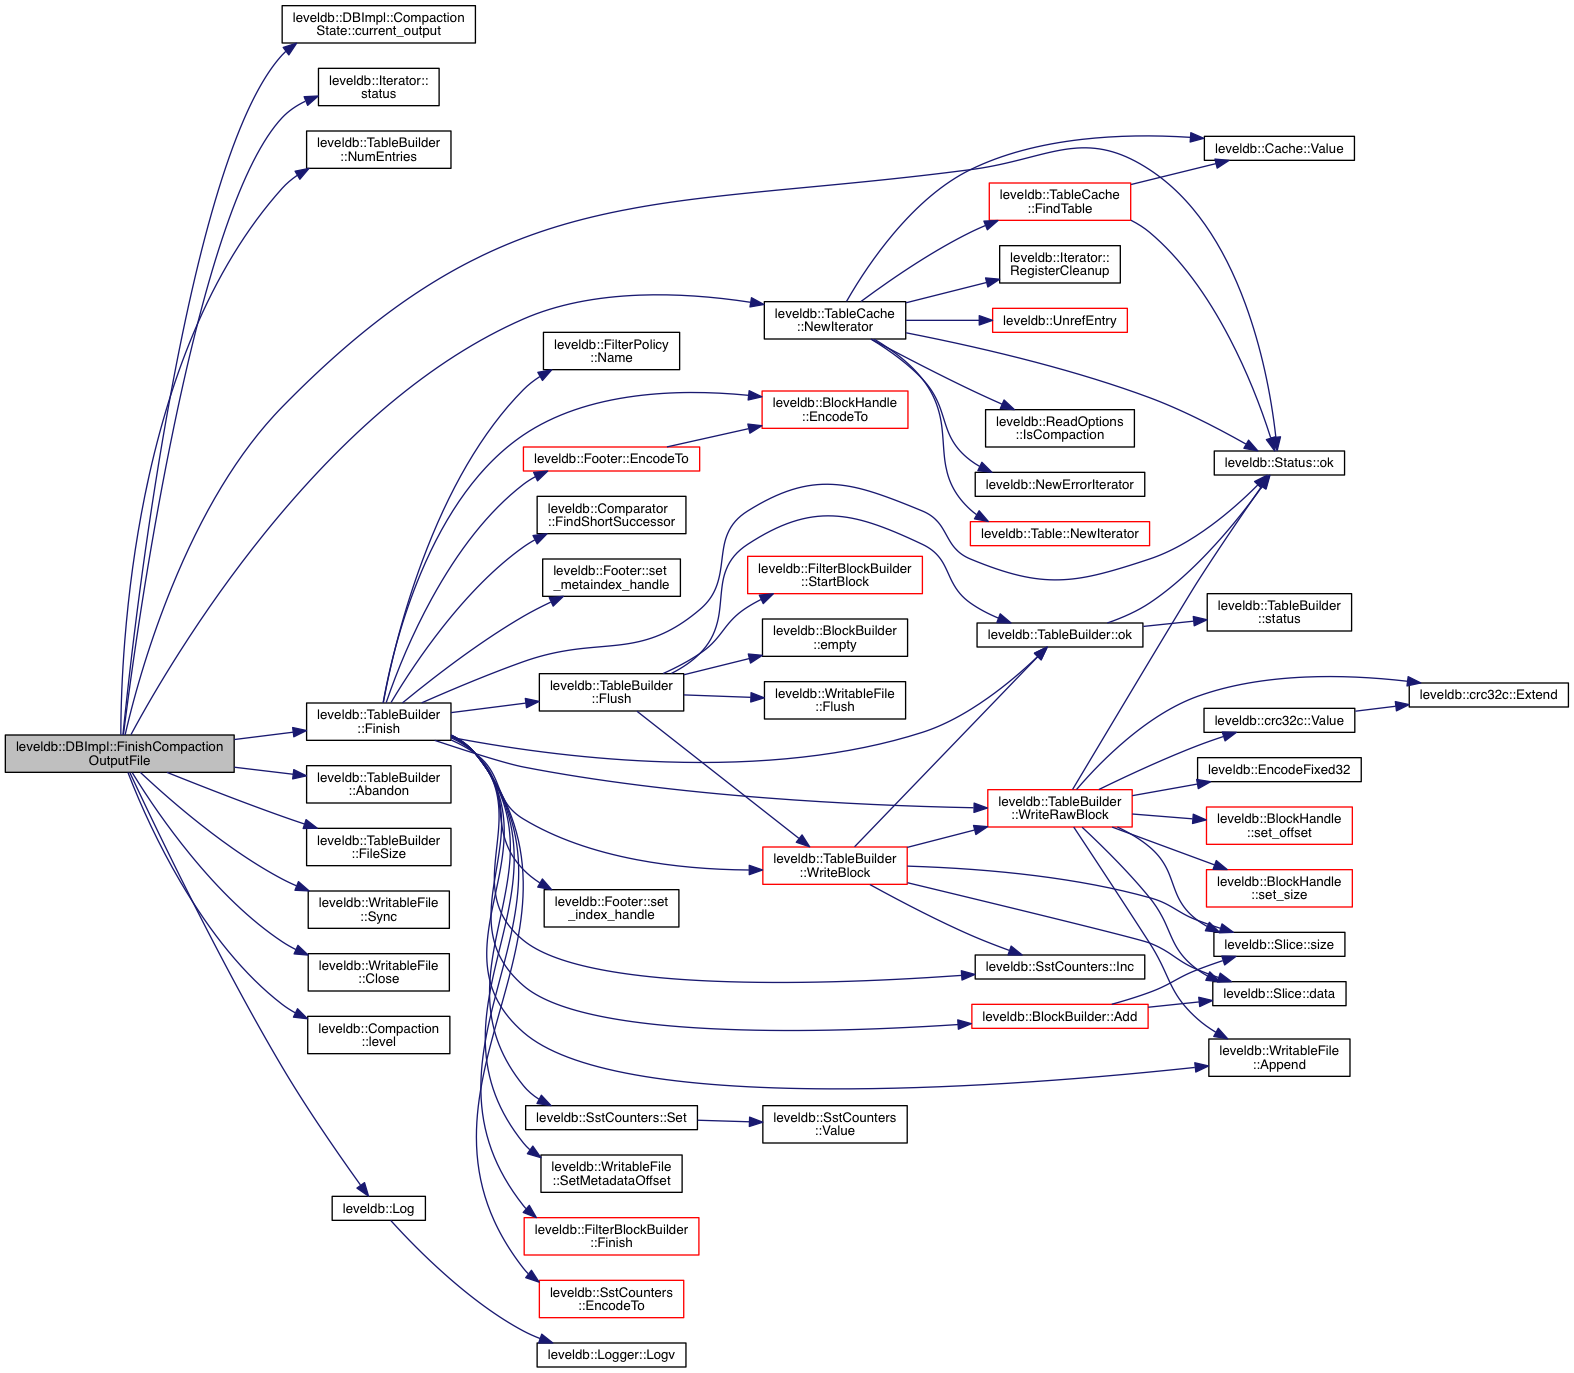 leveldb::DBImpl::FinishCompaction
OutputFile
leveldb::DBImpl::Compaction
State::current_output
leveldb::Iterator::
status
leveldb::TableBuilder
::NumEntries
leveldb::TableBuilder
::Finish
leveldb::TableBuilder
::Abandon
leveldb::TableBuilder
::FileSize
leveldb::WritableFile
::Sync
leveldb::WritableFile
::Close
leveldb::Compaction
::level
leveldb::Log
leveldb::FilterPolicy
::Name
leveldb::Footer::EncodeTo
leveldb::Comparator
::FindShortSuccessor
leveldb::Footer::set
_metaindex_handle
leveldb::TableBuilder
::Flush
leveldb::Footer::set
_index_handle
leveldb::SstCounters::Set
leveldb::WritableFile
::SetMetadataOffset
leveldb::FilterBlockBuilder
::Finish
leveldb::SstCounters
::EncodeTo
leveldb::Logger::Logv
leveldb::TableCache
::NewIterator
leveldb::BlockHandle
::EncodeTo
leveldb::FilterBlockBuilder
::StartBlock
leveldb::BlockBuilder
::empty
leveldb::WritableFile
::Flush
leveldb::TableBuilder
::WriteBlock
leveldb::SstCounters
::Value
leveldb::TableCache
::FindTable
leveldb::Iterator::
RegisterCleanup
leveldb::UnrefEntry
leveldb::ReadOptions
::IsCompaction
leveldb::NewErrorIterator
leveldb::Table::NewIterator
leveldb::TableBuilder::ok
leveldb::TableBuilder
::WriteRawBlock
leveldb::SstCounters::Inc
leveldb::BlockBuilder::Add
leveldb::Cache::Value
leveldb::Status::ok
leveldb::TableBuilder
::status
leveldb::crc32c::Value
leveldb::EncodeFixed32
leveldb::BlockHandle
::set_offset
leveldb::BlockHandle
::set_size
leveldb::Slice::size
leveldb::Slice::data
leveldb::WritableFile
::Append
leveldb::crc32c::Extend